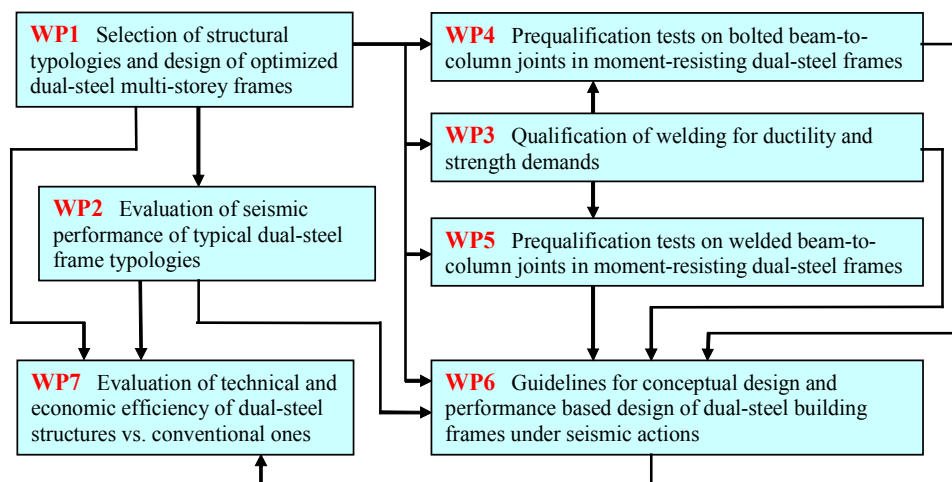 WP1 Selection of structural
typologies and design of optimized
dual-steel multi-storey frames
WP4 Prequalification tests on bolted beam-to-
column joints in moment-resisting dual-steel frames
WP3 Qualification of welding for ductility and
strength demands
WP2 Evaluation of seismic
performance of typical dual-steel
frame typologies
WP5 Prequalification tests on welded beam-to-
column joints in moment-resisting dual-steel frames
WP7 Evaluation of technical and
economic efficiency of dual-steel
structures vs. conventional ones
WP6 Guidelines for conceptual design and
performance based design of dual-steel building
frames under seismic actions